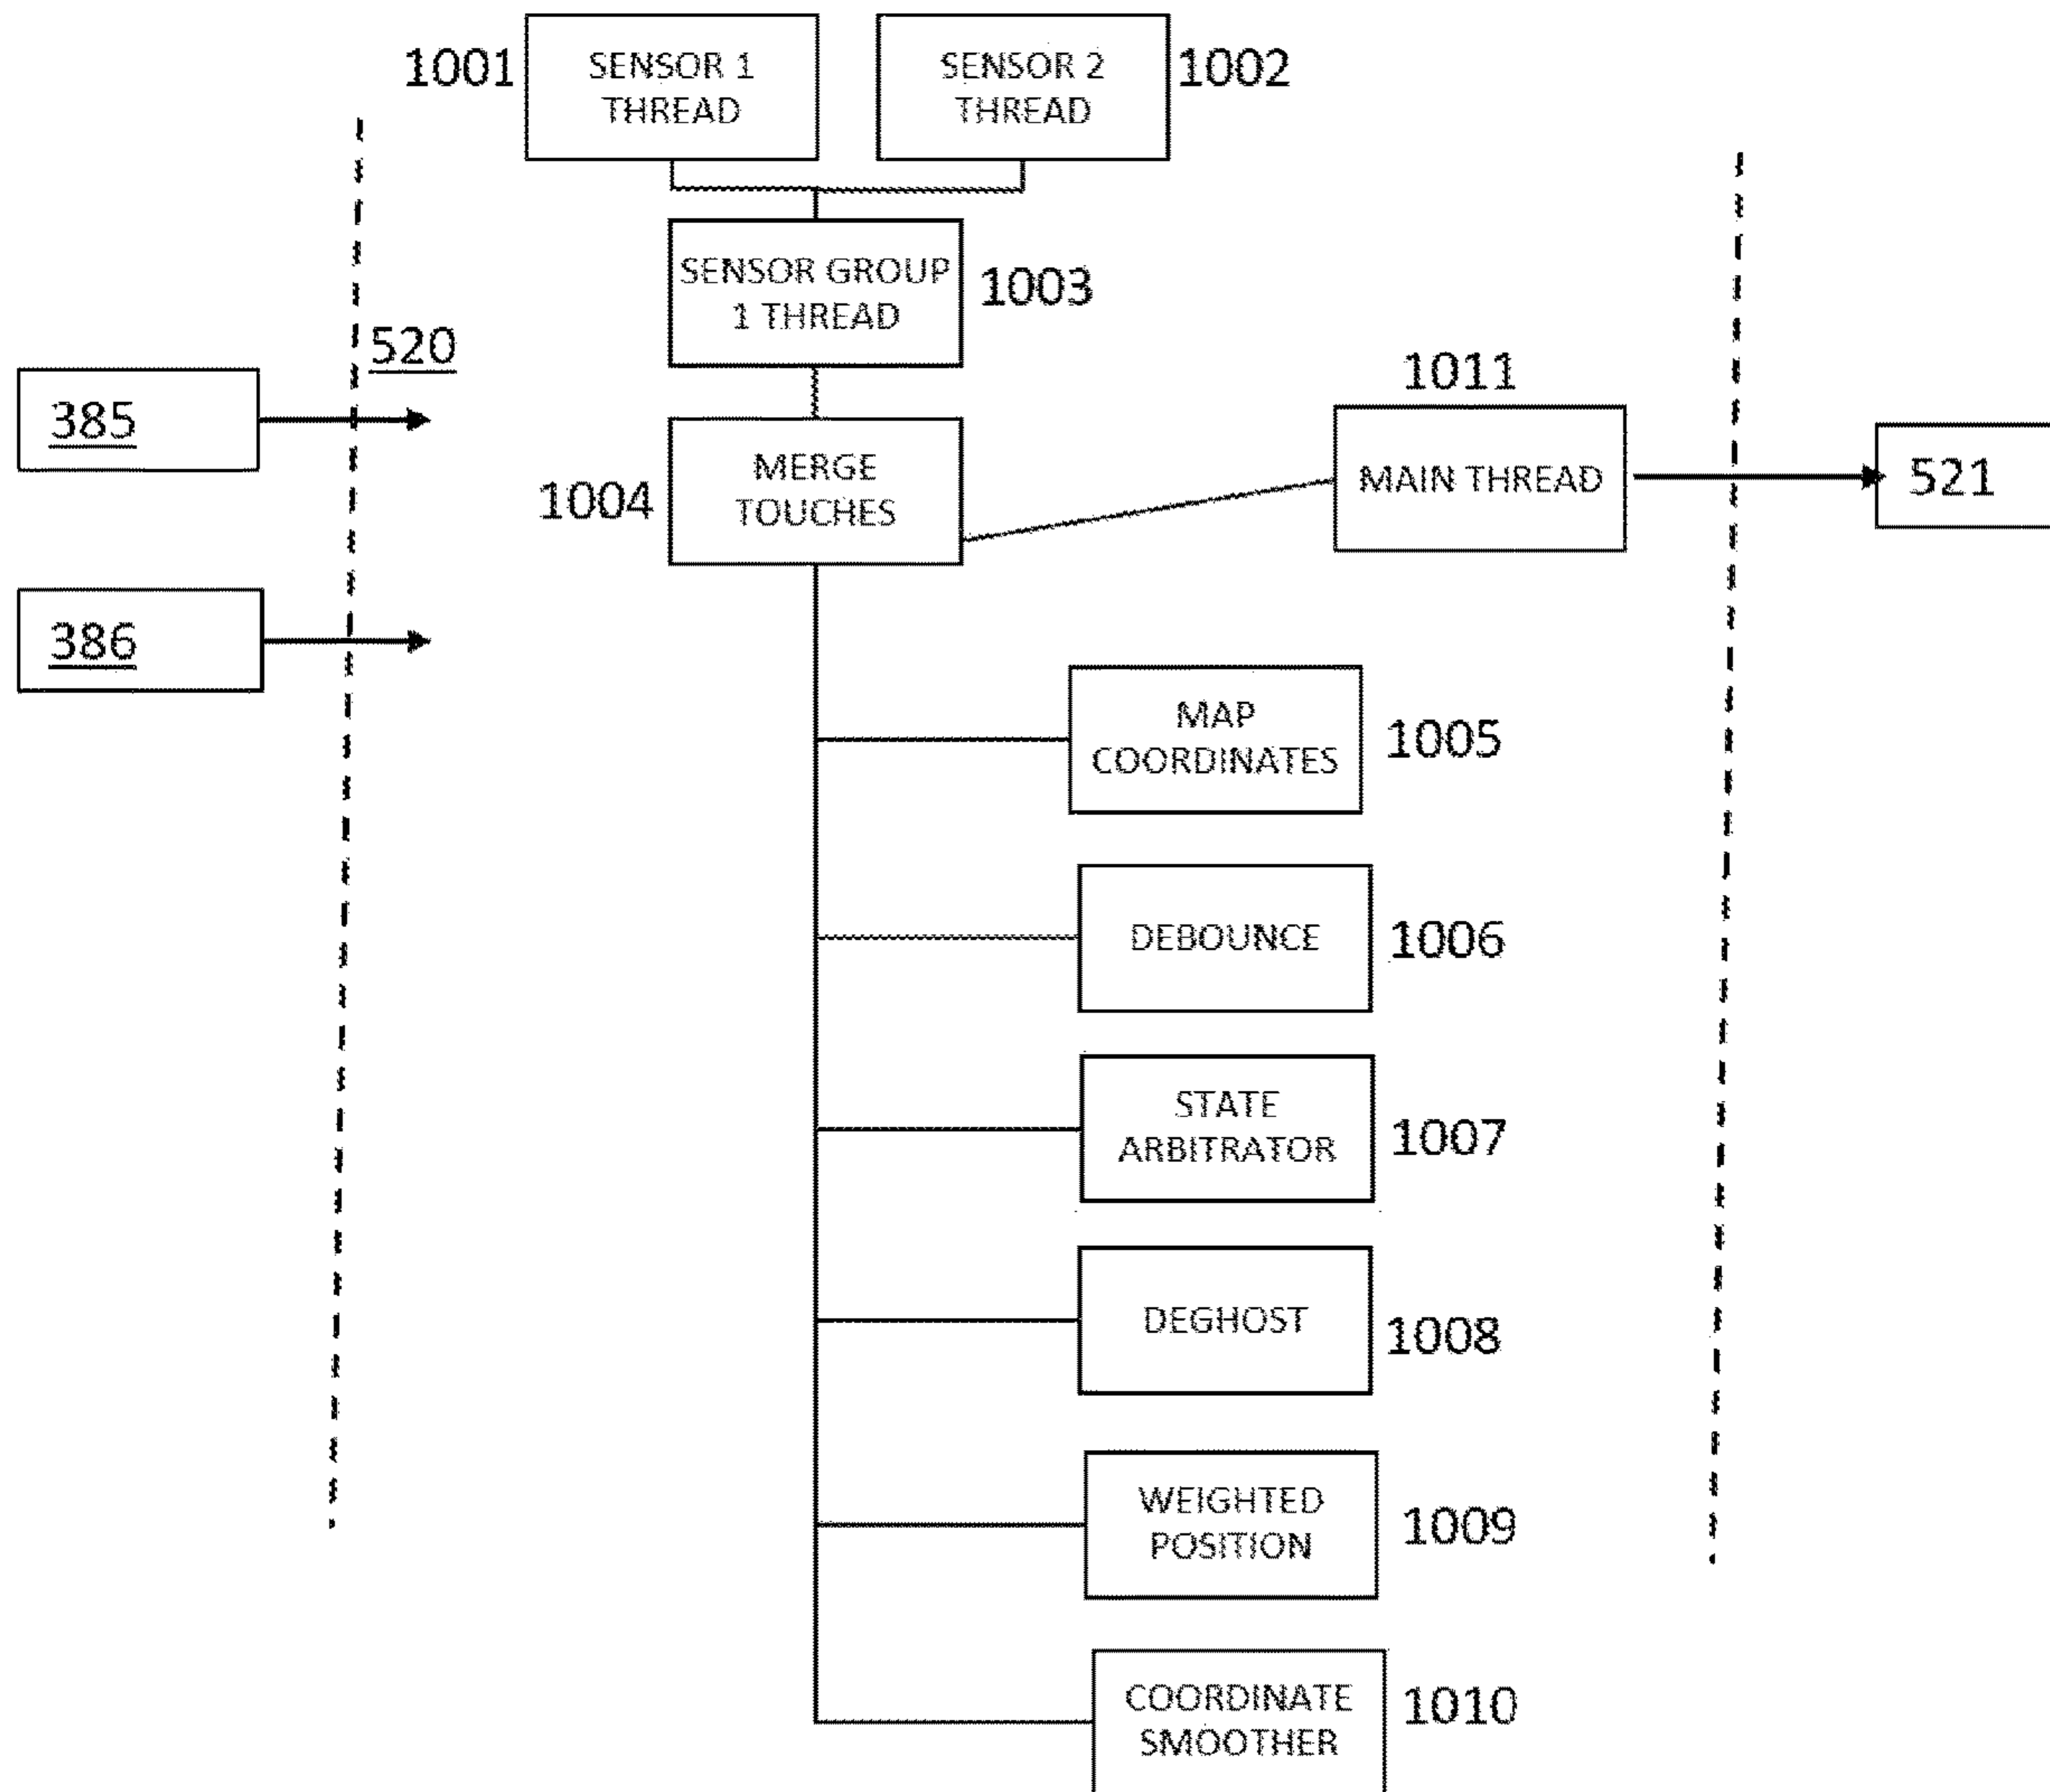 1001
SENSOR 1
THREAD
SENSOR 2
THREAD
1002
SENSOR GROUP
1 THREAD
1003
520
385
386
1004
MERGE
TOUCHES
1011
MAIN THREAD
521
MAP
COORDINATES
1005
DEBOUNCE
1006
STATE
ARBITRATOR
1007
DEGHOST
1008
WEIGHTED
POSITION
1009
COORDINATE
SMOOTHER
1010